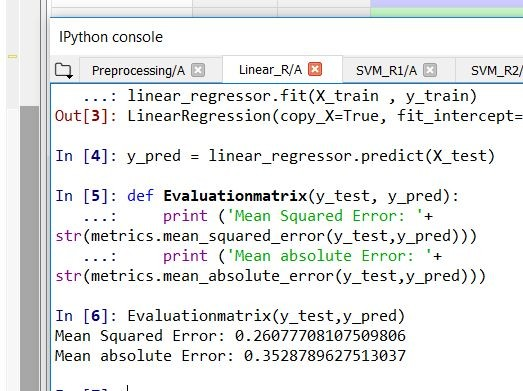 IPython console
Preprocessing/A Linear_R/A SVM_R1/A SVM_R2/
...: linear_regressor.fit(X_train , y_train)
Out[3]: LinearRegression(copy_X=True, fit_intercept=
In [4]: y_pred = linear_regressor.predict(X_test)
In [5]: def Evaluationmatrix(y_test, y_pred):
...: print ('Mean Squared Error: '+
str(metrics.mean_squared_error(y_test,y_pred)))
...: print ('Mean absolute Error: '+
str(metrics.mean_absolute_error(y_test,y_pred)))
In [6]: Evaluationmatrix(y_test,y_pred)
Mean Squared Error: 0.26077708107509806
Mean absolute Error: 0.3528789627513037